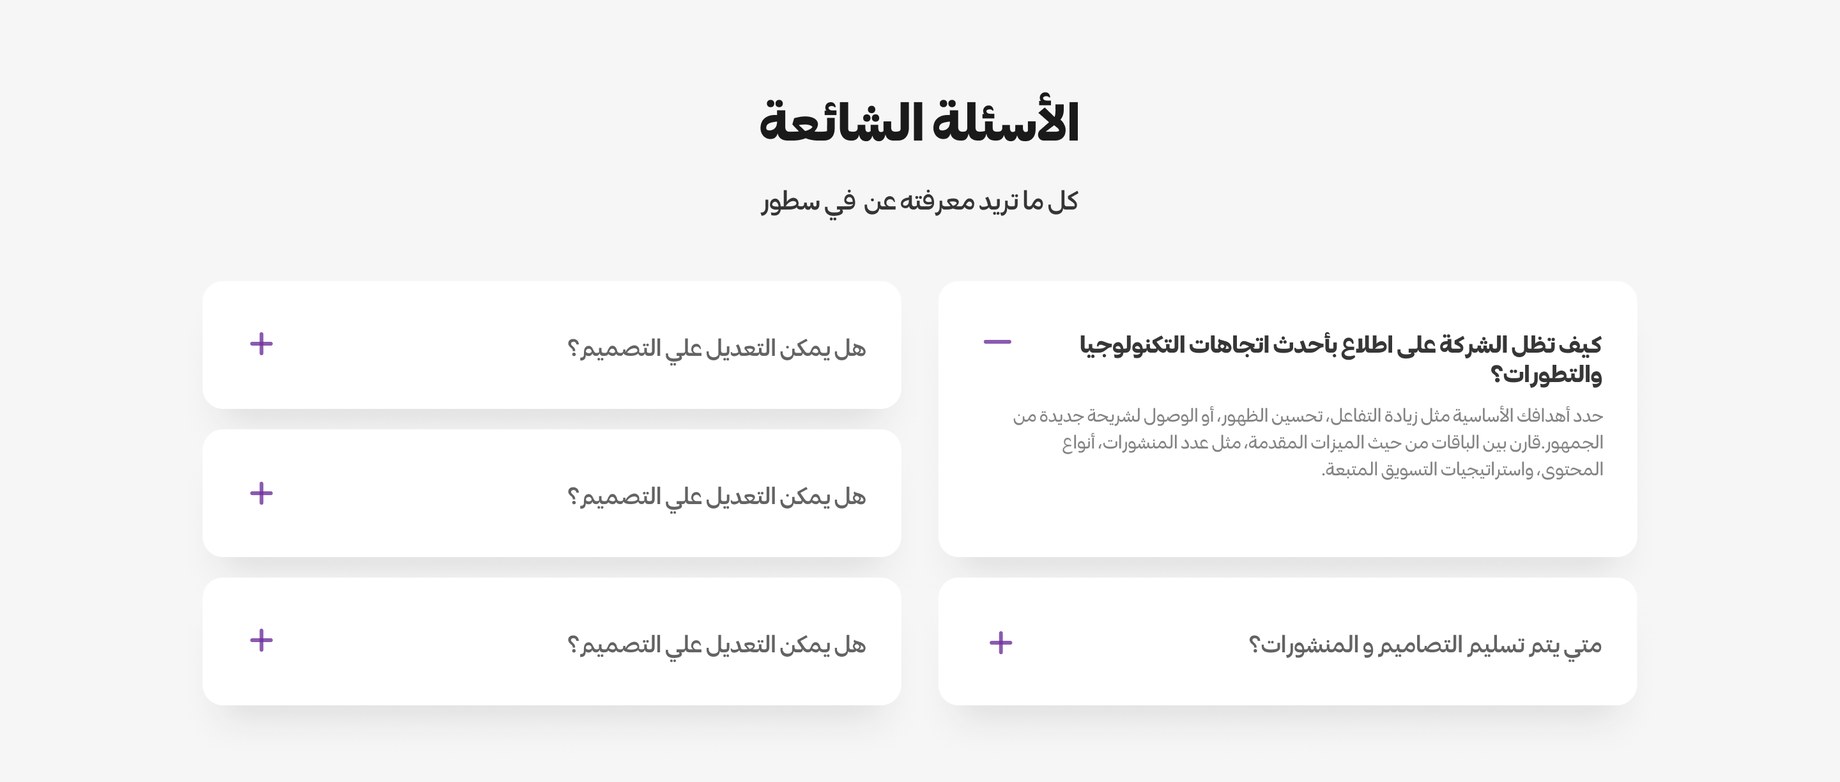 الأسئلة الشائعة
كل ما تريد معرفته عن في سطور
كيف تظل الشركة على اطلاع بأحدث اتجاهات التكنولوجيا
والتطورات؟
حدد أهدافك الأساسية مثل زيادة التفاعل، تحسين الظهور، أو الوصول لشريحة جديدة من
الجمهور.قارن بين الباقات من حيث الميزات المقدمة، مثل عدد المنشورات، أنواع
المحتوى، واستراتيجيات التسويق المتبعة.
متي يتم تسليم التصاميم و المنشورات؟
هل يمكن التعديل علي التصميم؟
هل يمكن التعديل علي التصميم؟
هل يمكن التعديل علي التصميم؟